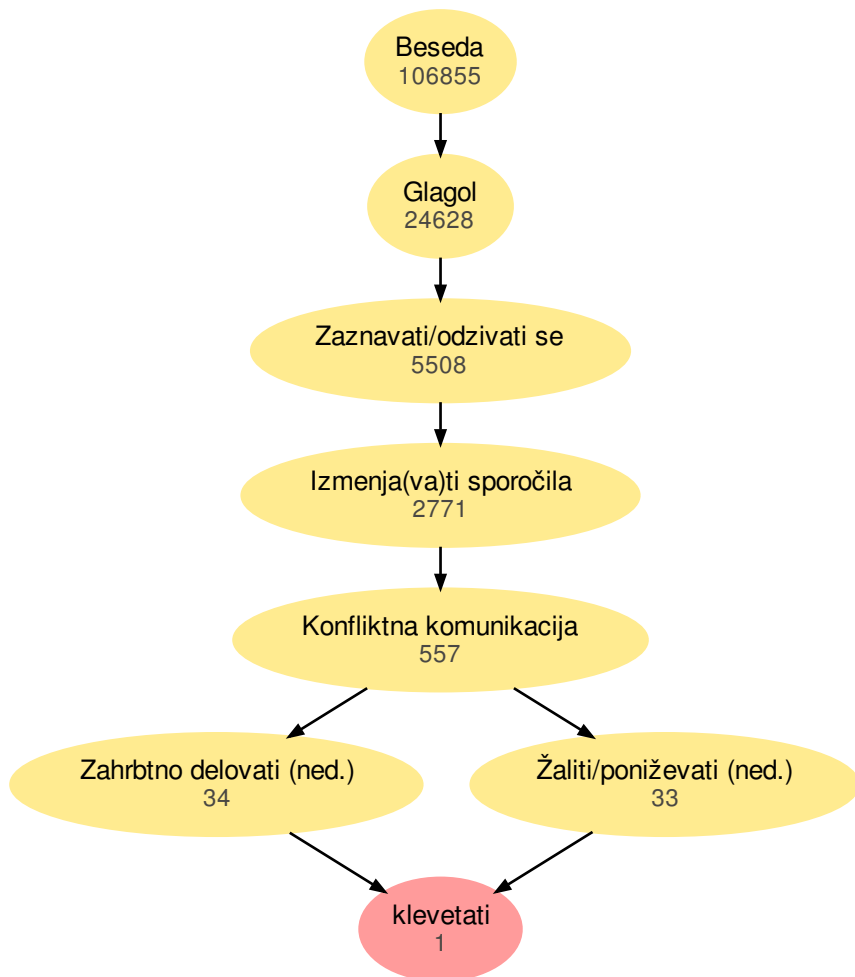 Beseda
106855
Glagol
24628
Zaznavati/odzivati se
5508
Izmenja(va)ti sporočila
2771
Konfliktna komunikacija
557
Zahrbtno delovati (ned.)
34
Žaliti/poniževati (ned.)
33
klevetati
1